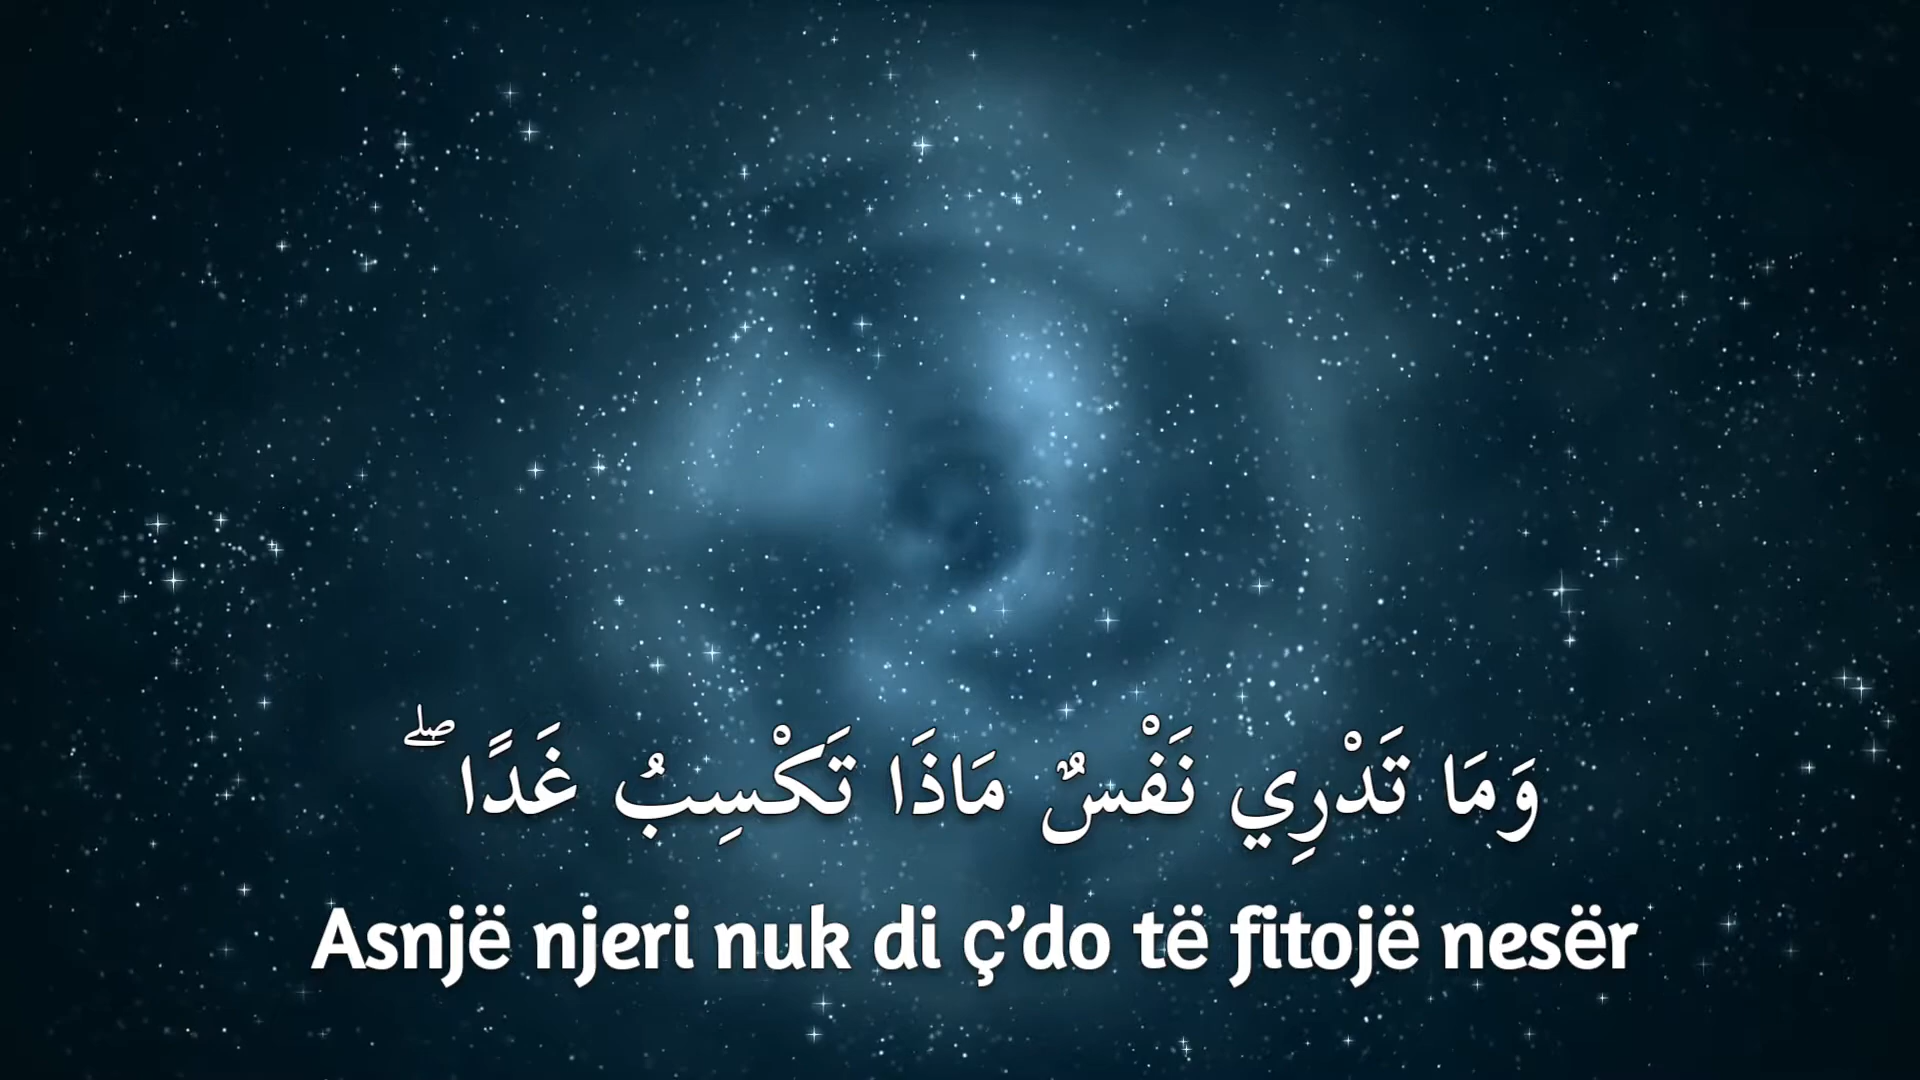 وَمَا تَدْرِي نَفْسٌ مَاذَا تَكْسِبُ غَدًا ۖ
Asnjë njeri nuk di ç’do të fitojë nesër